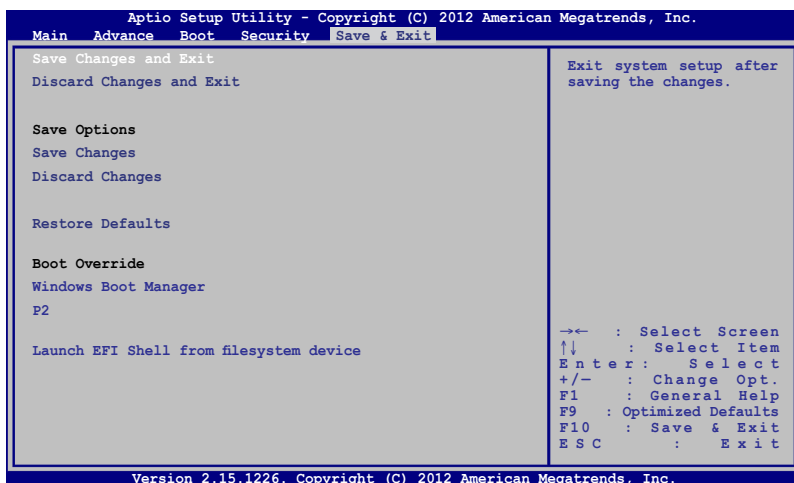 Aptio Setup Utility - Copyright (C) 2012 American Megatrends, Inc.
Main Advance Boot Security Save & Exit
Save Changes and Exit
Discard Changes and Exit
Save Options
Save Changes
Discard Changes
Restore Defaults
Boot Override
Windows Boot Manager
P2
Launch EFI Shell from filesystem device
Exit system setup after
saving the changes.
→← : Select Screen
↑↓ : Select Item
Enter: Select
+/— : Change Opt.
F1 : General Help
F9 : Optimized Defaults
F10 : Save & Exit
ESC : Exit
Version 2.15.1226. Copyright (C) 2012 American Megatrends, Inc.